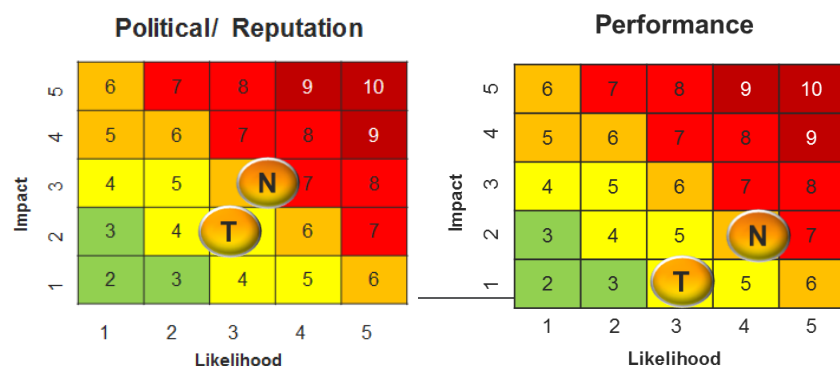 Political/ Reputation
Impact
5 6 7 8 9 10
4 5 6 7 8 9
3 4 5 N 7 8
2 3 4 T 6 7
1 2 3 4 5 6
1 2 3 4 5
Likelihood
Performance
Impact
5 6 7 8 9 10
4 5 6 7 8 9
3 4 5 6 7 8
2 3 4 5 N 7
1 2 3 T 5 6
1 2 3 4 5
Likelihood